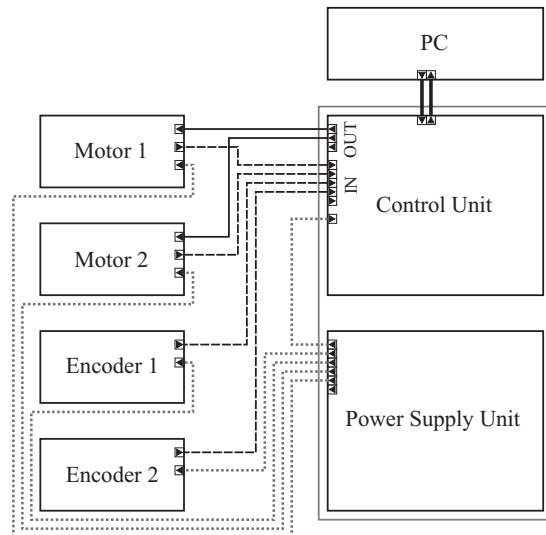 PC
Motor 1
OUT
IN
Control Unit
Motor 2
Encoder 1
Power Supply Unit
Encoder 2